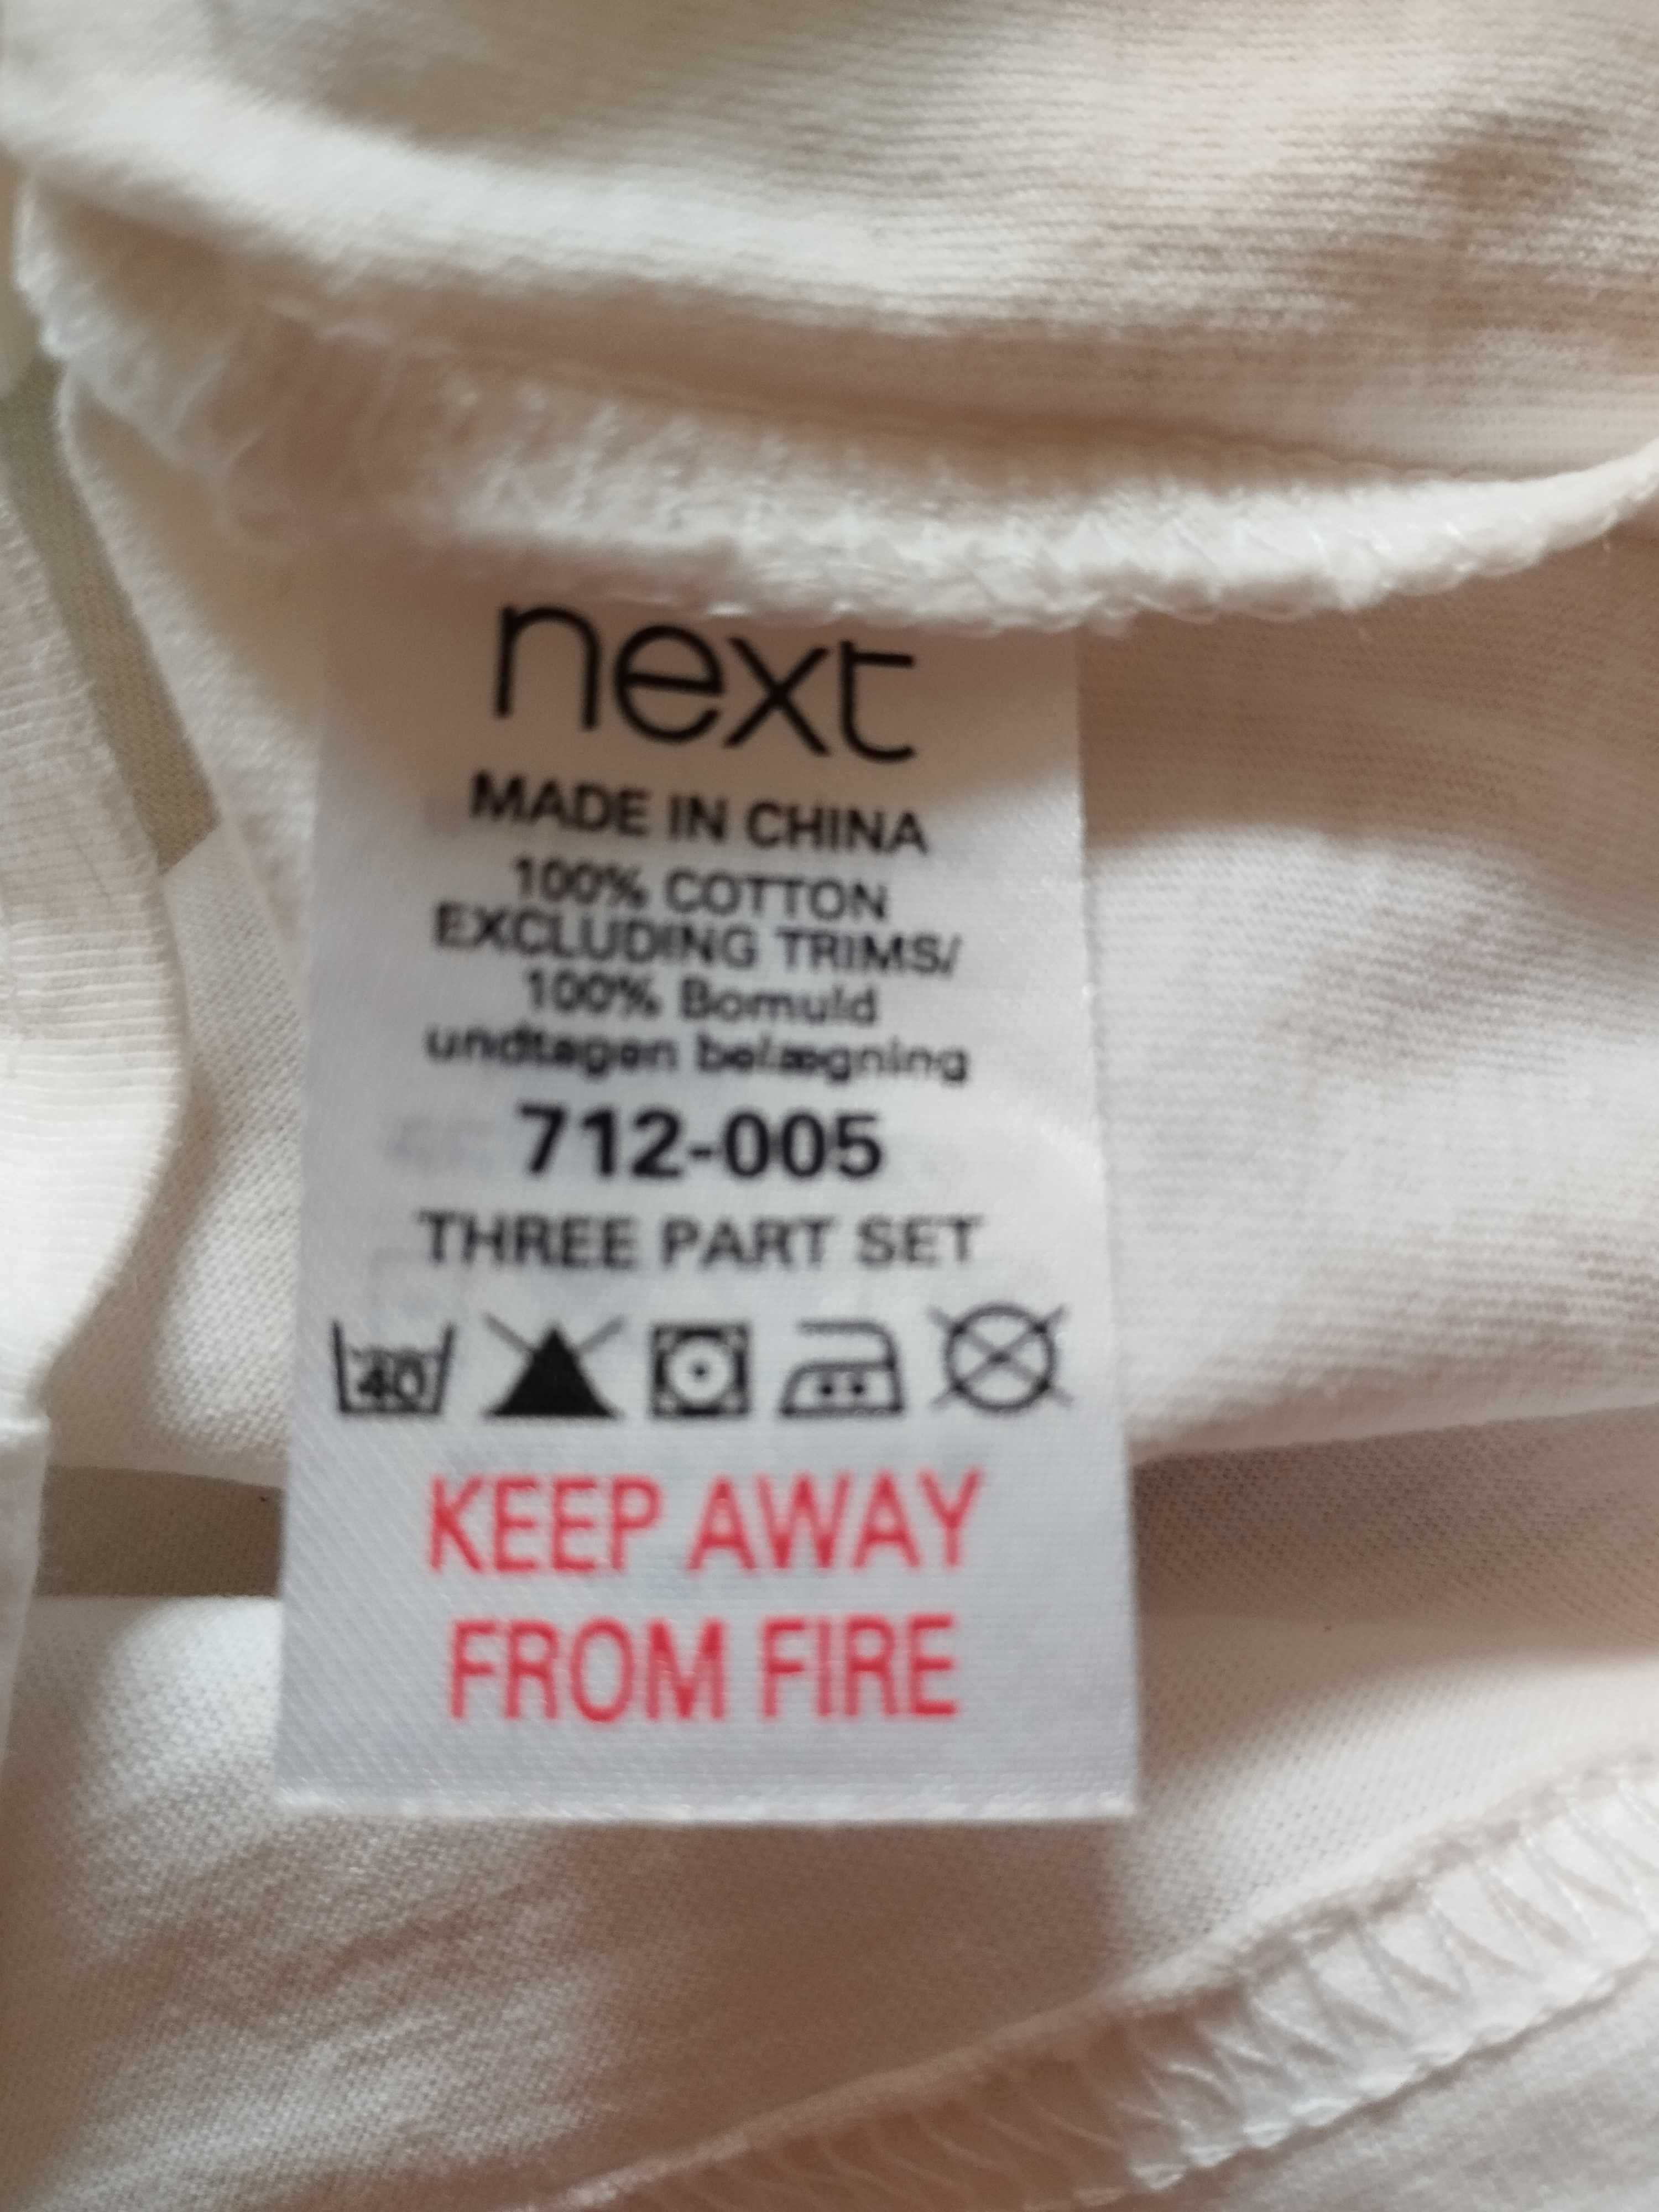 next
MADE IN CHINA
100% COTTON
EXCLUDING TRIMS/
100% Bomuld
undtagen belægning
712-005
THREE PART SET
40
KEEP AWAY
FROM FIRE